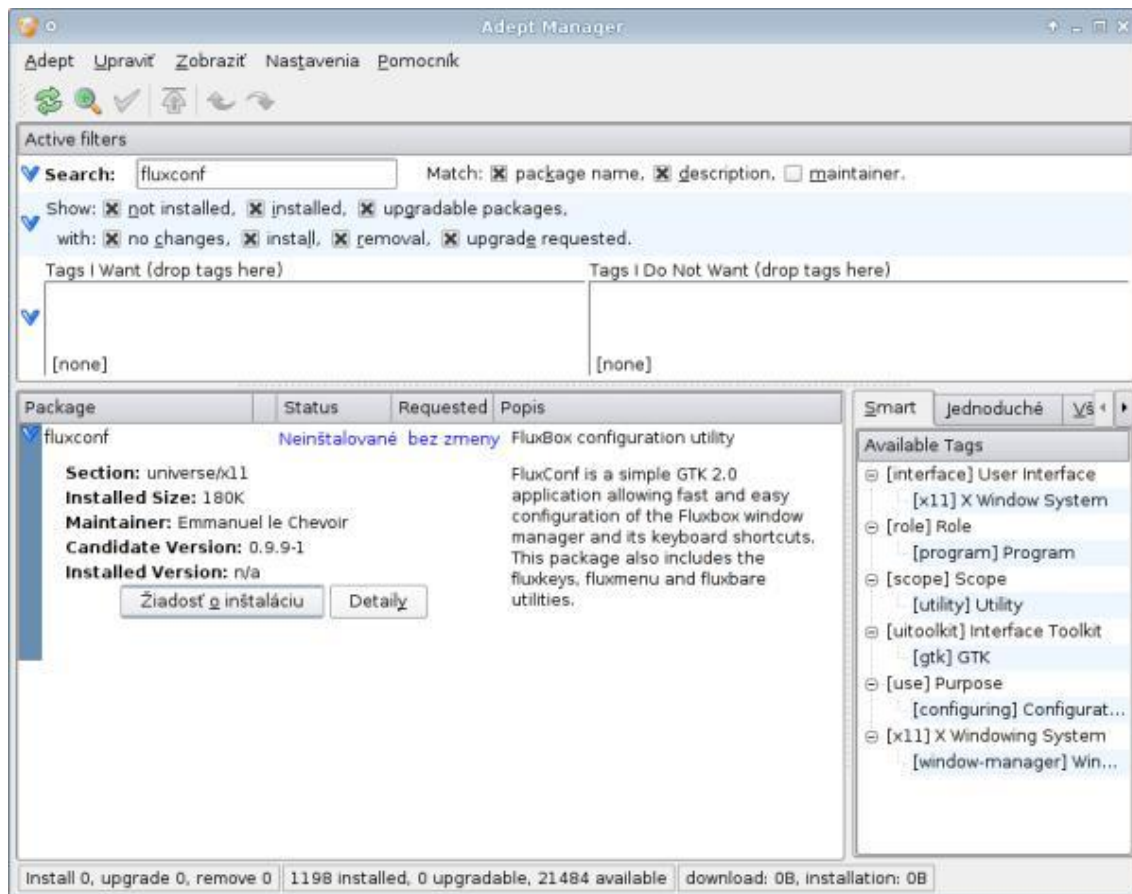 Adept Manager
Adept Upraviť Zobraziť Nastavenia Pomocník
Active filters
Search: fluxconf Match: package name, description, maintainer.
Show: not installed, installed, upgradable packages,
with: no changes, install, removal, upgrade requested.
Tags I Want (drop tags here) Tags I Do Not Want (drop tags here)
[none] [none]
Package Status Requested Popis
fluxconf Neinštalované bez zmeny FluxBox configuration utility
Section: universe/x11
Installed Size: 180K
Maintainer: Emmanuel le Chevoir
Candidate Version: 0.9.9-1
Installed Version: n/a
Žiadosť o inštaláciu Detaily
FluxConf is a simple GTK 2.0
application allowing fast and easy
configuration of the Fluxbox window
manager and its keyboard shortcuts.
This package also includes the
fluxkeys, fluxmenu and fluxbare
utilities.
Smart Jednoduché Vš
Available Tags
[interface] User Interface
[x11] X Window System
[role] Role
[program] Program
[scope] Scope
[utility] Utility
[uitoolkit] Interface Toolkit
[gtk] GTK
[use] Purpose
[configuring] Configurat...
[x11] X Windowing System
[window-manager] Win...
Install 0, upgrade 0, remove 0 1198 installed, 0 upgradable, 21484 available download: 0B, installation: 0B